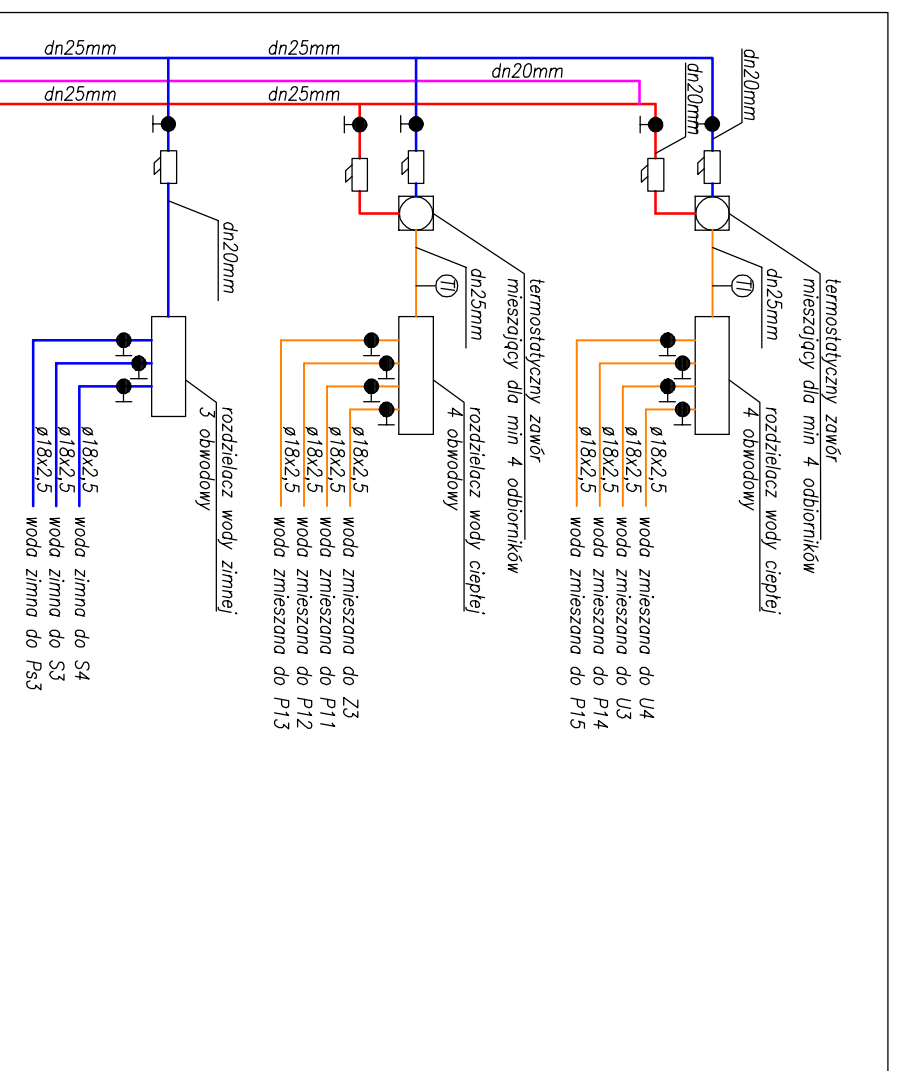 dn25mm
dn25mm
dn20mm
dn25mm
dn25mm
dn20mm
dn20mm
termostatyczny zawór
mieszający dla min 4 odbiorników
dn25mm
TI
rozdzielacz wody ciepłej
4 obwodowy
ø18x2,5
ø18x2,5
ø18x2,5
ø18x2,5
woda zmieszana do U4
woda zmieszana do U3
woda zmieszana do P14
woda zmieszana do P15
termostatyczny zawór
mieszający dla min 4 odbiorników
dn25mm
TI
rozdzielacz wody ciepłej
4 obwodowy
ø18x2,5
ø18x2,5
ø18x2,5
ø18x2,5
woda zmieszana do Z3
woda zmieszana do P11
woda zmieszana do P12
woda zmieszana do P13
dn20mm
rozdzielacz wody zimnej
3 obwodowy
ø18x2,5
ø18x2,5
ø18x2,5
woda zimna do S4
woda zimna do S3
woda zimna do Ps3